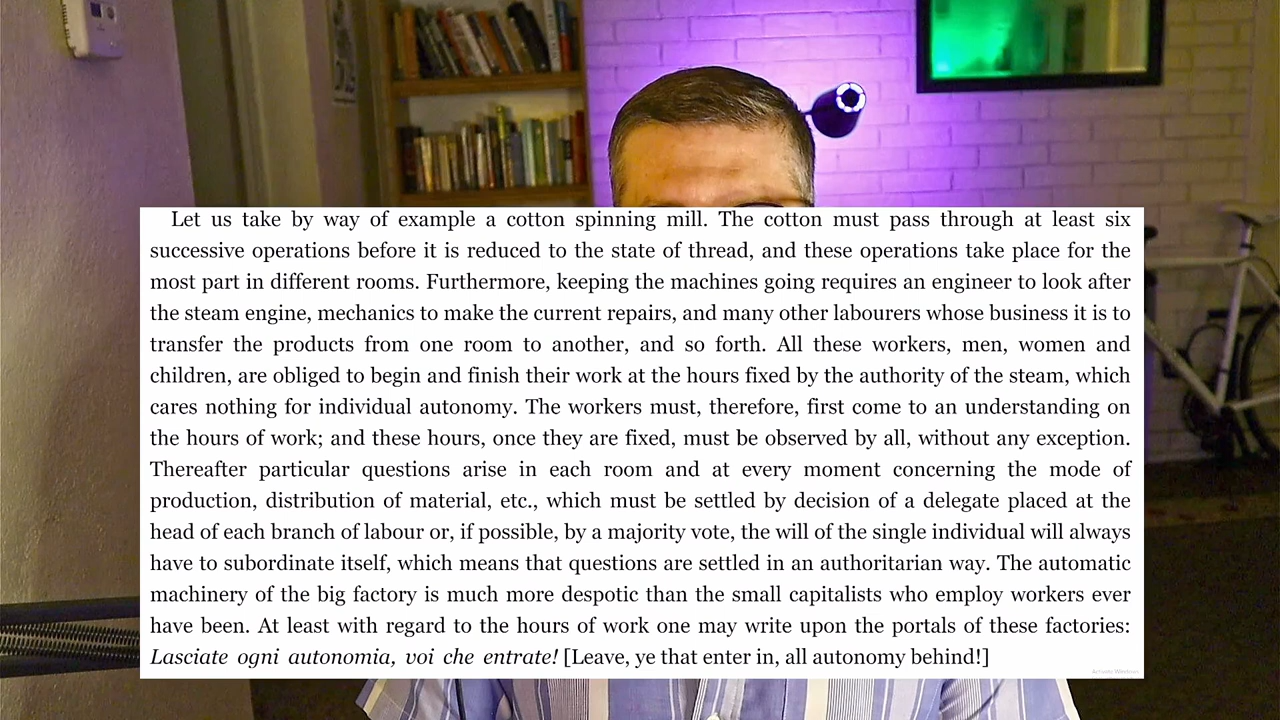 Let us take by way of example a cotton spinning mill. The cotton must pass through at least six
successive operations before it is reduced to the state of thread, and these operations take place for the
most part in different rooms. Furthermore, keeping the machines going requires an engineer to look after
the steam engine, mechanics to make the current repairs, and many other labourers whose business it is to
transfer the products from one room to another, and so forth. All these workers, men, women and
children, are obliged to begin and finish their work at the hours fixed by the authority of the steam, which
cares nothing for individual autonomy. The workers must, therefore, first come to an understanding on
the hours of work; and these hours, once they are fixed, must be observed by all, without any exception.
Thereafter particular questions arise in each room and at every moment concerning the mode of
production, distribution of material, etc., which must be settled by decision of a delegate placed at the
head of each branch of labour or, if possible, by a majority vote, the will of the single individual will always
have to subordinate itself, which means that questions are settled in an authoritarian way. The automatic
machinery of the big factory is much more despotic than the small capitalists who employ workers ever
have been. At least with regard to the hours of work one may write upon the portals of these factories:
Lasciate ogni autonomia, voi che entrate! [Leave, ye that enter in, all autonomy behind!]
Activate Windows